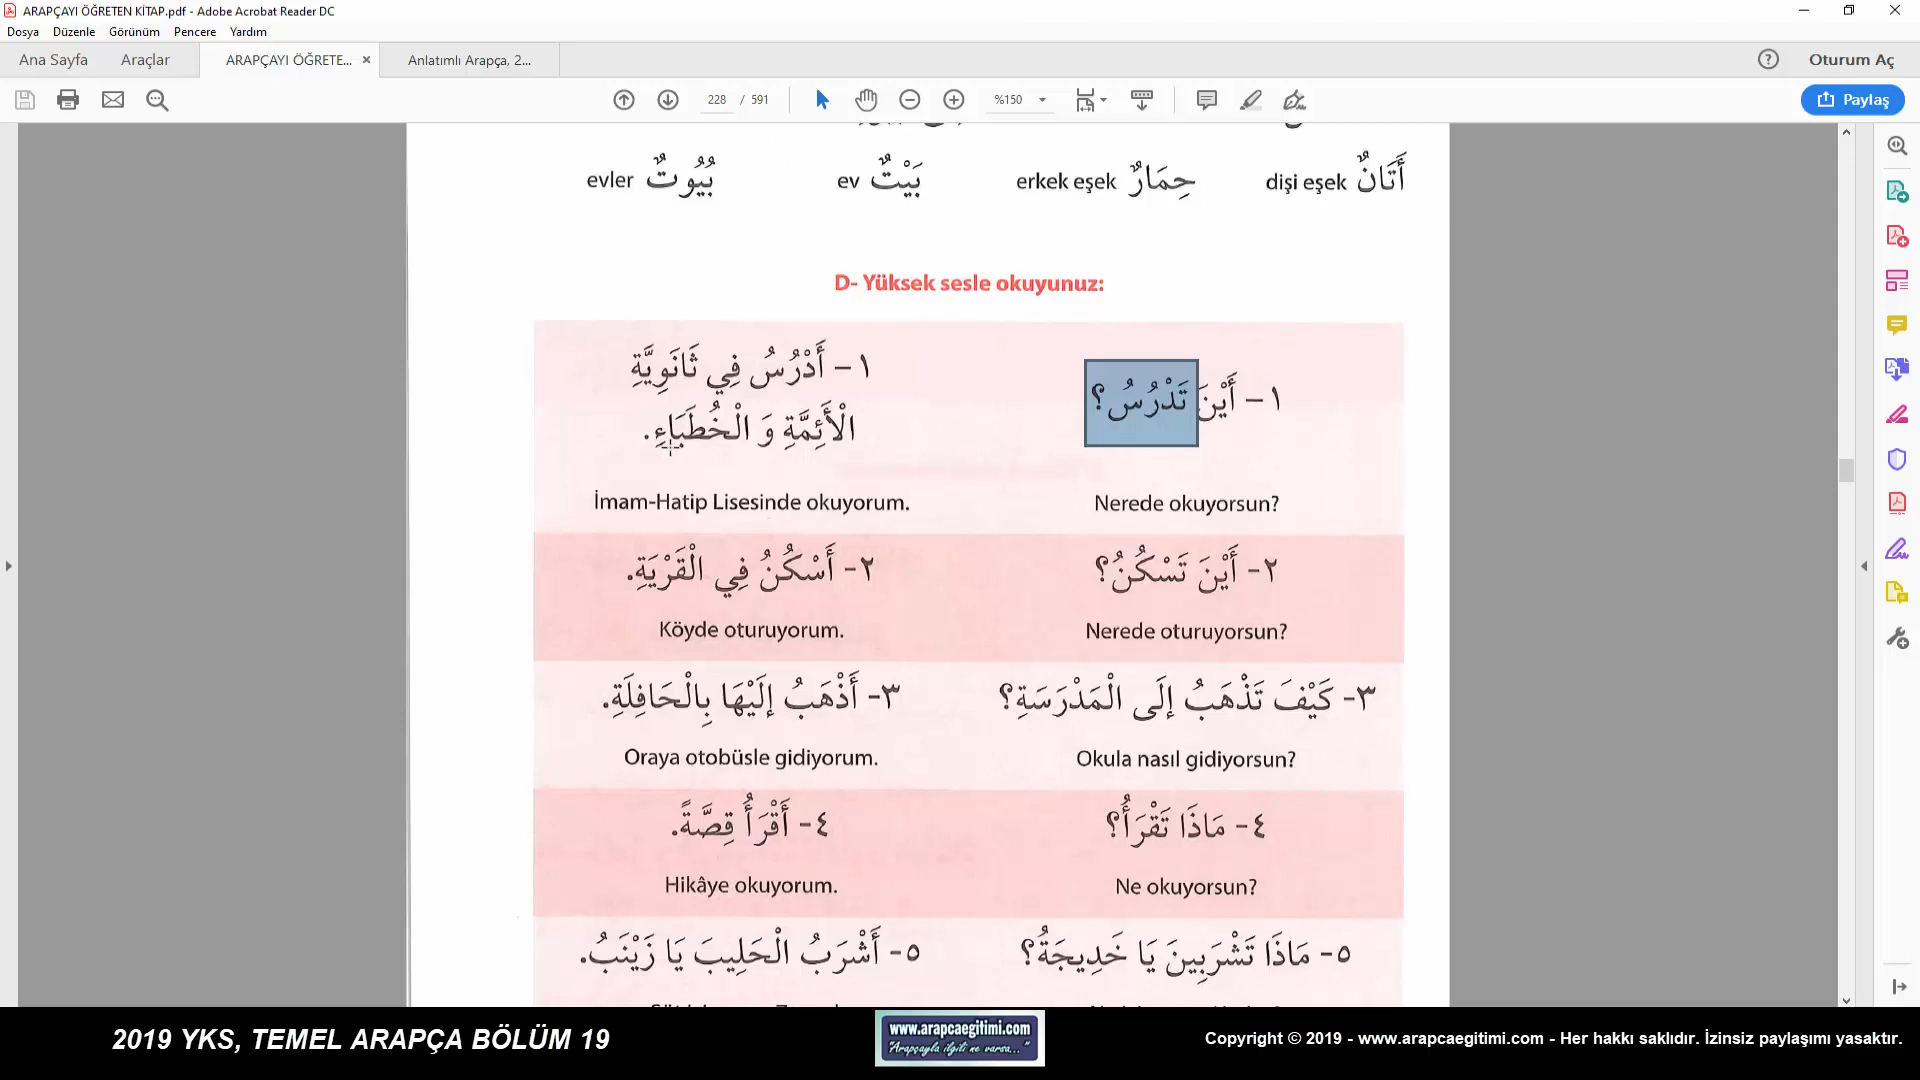 ARAPÇAYI ÖĞRETEN KİTAP.pdf - Adobe Acrobat Reader DC
Dosya Düzenle Görünüm Pencere Yardım
Ana Sayfa Araçlar ARAPÇAYI ÖĞRETE... Anlatımlı Arapça, 2... Oturum Aç
228 / 591 %150 Paylaş
أَتَانٌ dişi eşek حِمَارٌ erkek eşek بَيْتٌ ev بُيُوتٌ evler
D- Yüksek sesle okuyunuz:
١ – أَيْنَ تَدْرُسُ؟
١ – أَدْرُسُ فِي ثَانَوِيَّةِ
الْأَئِمَّةِ وَ الْخُطَبَاءِ.
Nerede okuyorsun?
İmam-Hatip Lisesinde okuyorum.
٢- أَيْنَ تَسْكُنُ؟
٢- أَسْكُنُ فِي الْقَرْيَةِ.
Nerede oturuyorsun?
Köyde oturuyorum.
٣- كَيْفَ تَذْهَبُ إِلَى الْمَدْرَسَةِ؟
٣- أَذْهَبُ إِلَيْهَا بِالْحَافِلَةِ.
Okula nasıl gidiyorsun?
Oraya otobüsle gidiyorum.
٤- مَاذَا تَقْرَأُ؟
٤- أَقْرَأُ قِصَّةً.
Ne okuyorsun?
Hikâye okuyorum.
٥- مَاذَا تَشْرَبِينَ يَا خَدِيجَةُ؟
٥- أَشْرَبُ الْحَلِيبَ يَا زَيْنَبُ.
2019 YKS, TEMEL ARAPÇA BÖLÜM 19
www.arapcaegitimi.com
"Arapçayla ilgili ne varsa..."
Copyright © 2019 - www.arapcaegitimi.com - Her hakkı saklıdır. İzinsiz paylaşımı yasaktır.